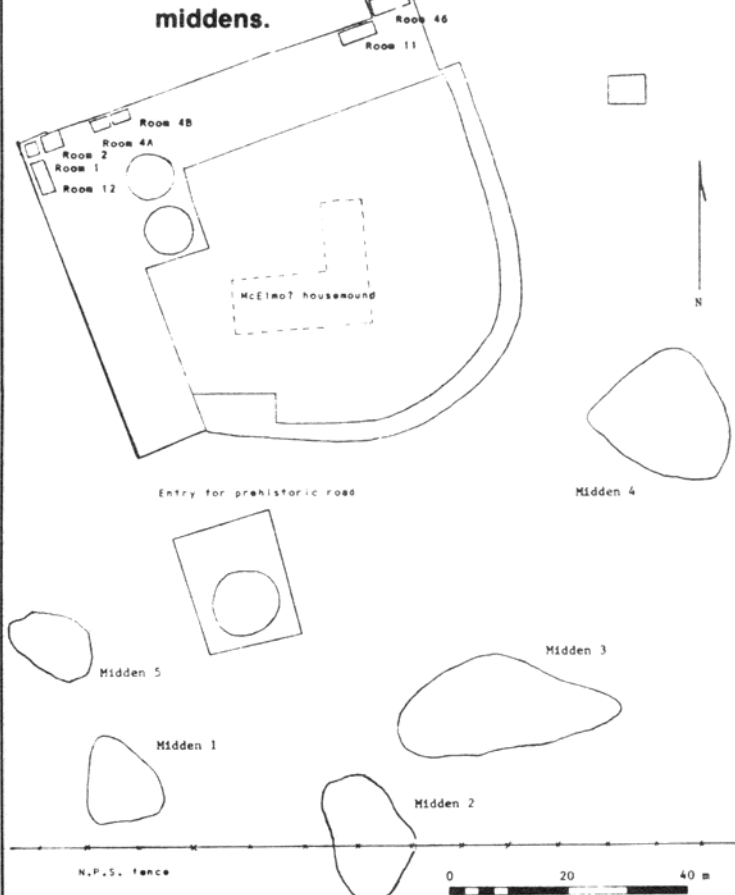 middens.
Room 46
Room 11
Room 4B
Room 4A
Room 2
Room 1
Room 12
McElmo? housemound
N
Entry for prehistoric road
Midden 4
Midden 3
Midden 5
Midden 1
Midden 2
N.P.S. fence
0 20 40 m